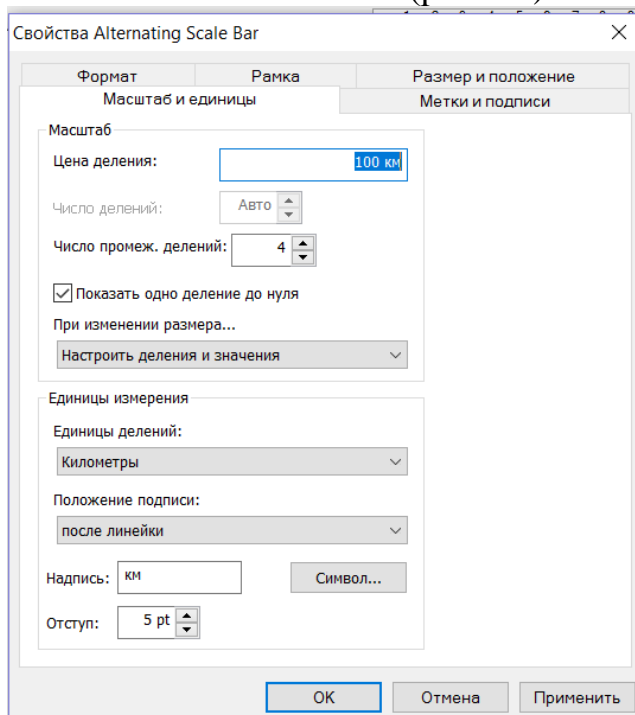 Свойства Alternating Scale Bar
Формат Рамка Размер и положение
Масштаб и единицы Метки и подписи
Масштаб
Цена деления: 100 км
Число делений: Авто
Число промеж. делений: 4
Показать одно деление до нуля
При изменении размера...
Настроить деления и значения
Единицы измерения
Единицы делений:
Километры
Положение подписи:
после линейки
Надпись: км Символ...
Отступ: 5 pt
ОК Отмена Применить